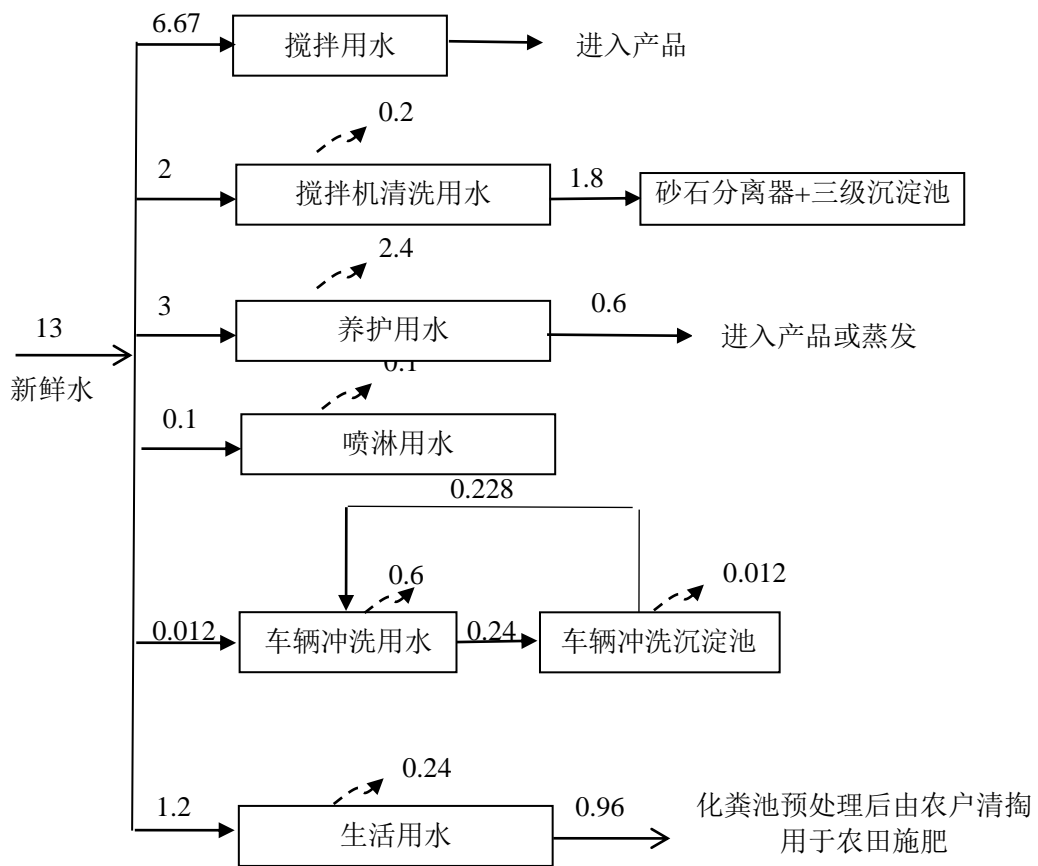 6.67
搅拌用水
进入产品
0.2
2
搅拌机清洗用水
1.8
砂石分离器+三级沉淀池
2.4
3
养护用水
0.6
进入产品或蒸发
13
新鲜水
0.1
0.1
喷淋用水
0.228
0.6
0.012
0.012
车辆冲洗用水
0.24
车辆冲洗沉淀池
0.24
1.2
生活用水
0.96
化粪池预处理后由农户清掏
用于农田施肥